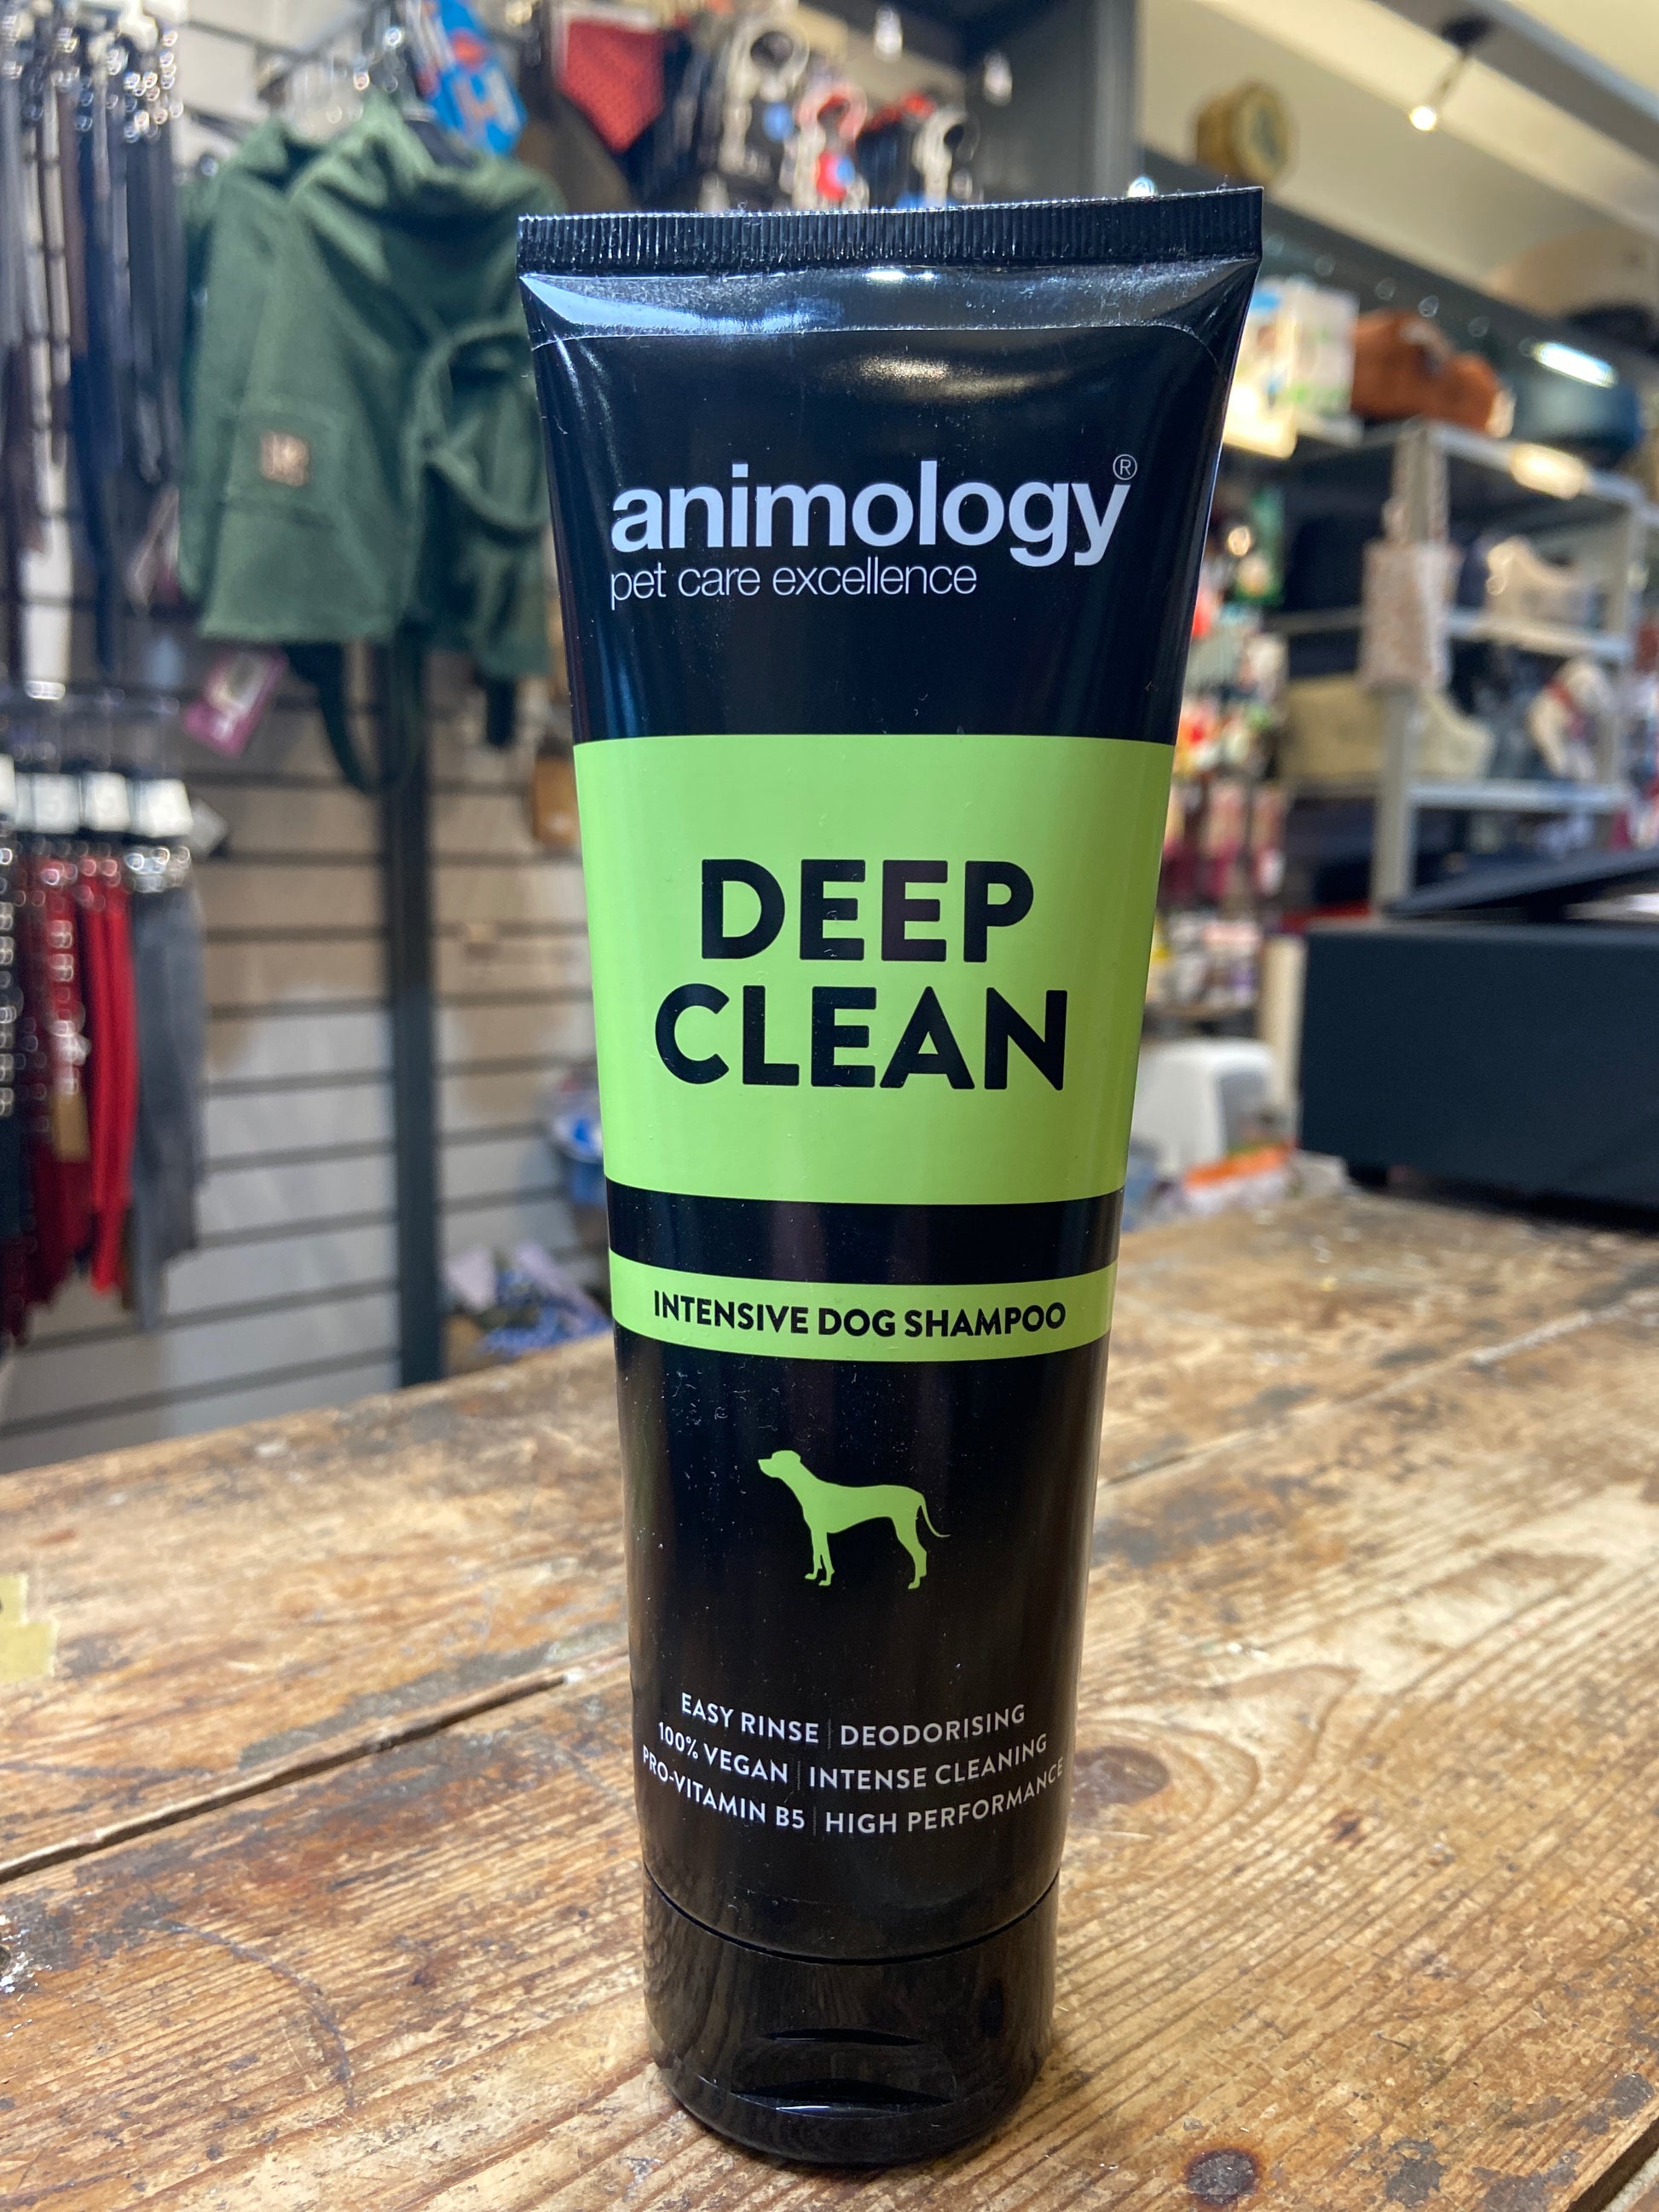 animology®
pet care excellence
DEEP
CLEAN
INTENSIVE DOG SHAMPOO
EASY RINSE | DEODORISING
100% VEGAN | INTENSE CLEANING
PRO-VITAMIN B5 | HIGH PERFORMANCE